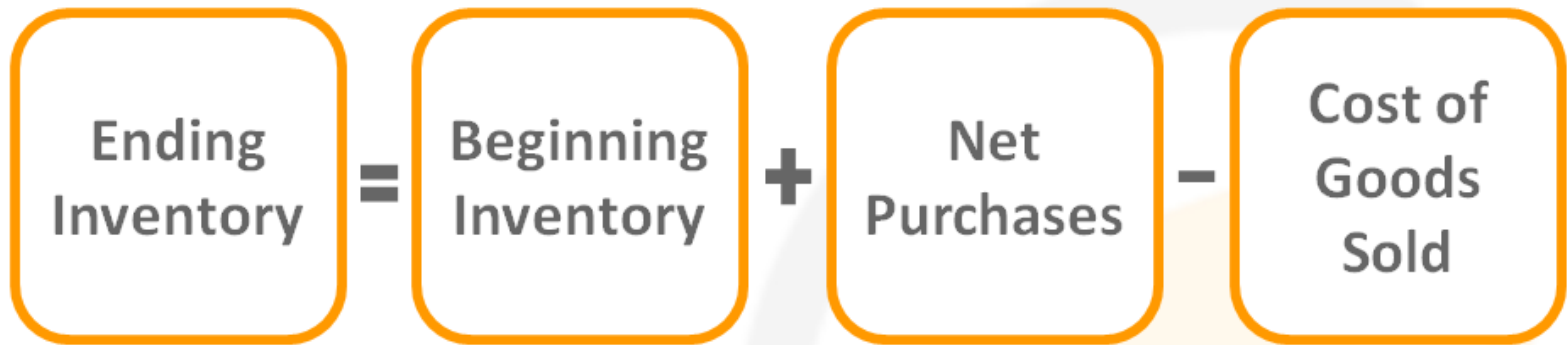 Ending
Inventory
=
Beginning
Inventory
+
Net
Purchases
-
Cost of
Goods
Sold